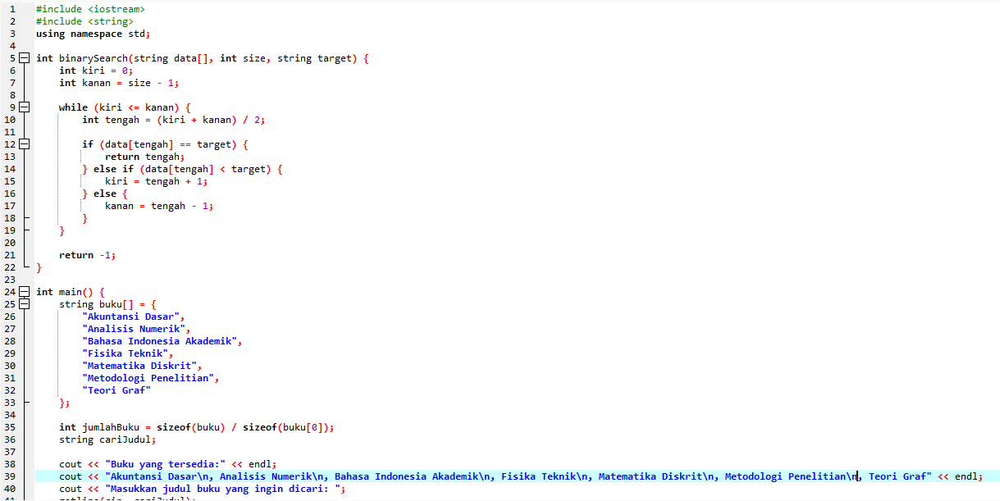 1 #include <iostream>
2 #include <string>
3 using namespace std;
4
5 int binarySearch(string data[], int size, string target) {
6     int kiri = 0;
7     int kanan = size - 1;
8
9     while (kiri <= kanan) {
10         int tengah = (kiri + kanan) / 2;
11
12         if (data[tengah] == target) {
13             return tengah;
14         } else if (data[tengah] < target) {
15             kiri = tengah + 1;
16         } else {
17             kanan = tengah - 1;
18         }
19     }
20
21     return -1;
22 }
23
24 int main() {
25     string buku[] = {
26         "Akuntansi Dasar",
27         "Analisis Numerik",
28         "Bahasa Indonesia Akademik",
29         "Fisika Teknik",
30         "Matematika Diskrit",
31         "Metodologi Penelitian",
32         "Teori Graf"
33     };
34
35     int jumlahBuku = sizeof(buku) / sizeof(buku[0]);
36     string cariJudul;
37
38     cout << "Buku yang tersedia:" << endl;
39     cout << "Akuntansi Dasar\n, Analisis Numerik\n, Bahasa Indonesia Akademik\n, Fisika Teknik\n, Matematika Diskrit\n, Metodologi Penelitian\n, Teori Graf" << endl;
40     cout << "Masukkan judul buku yang ingin dicari: ";